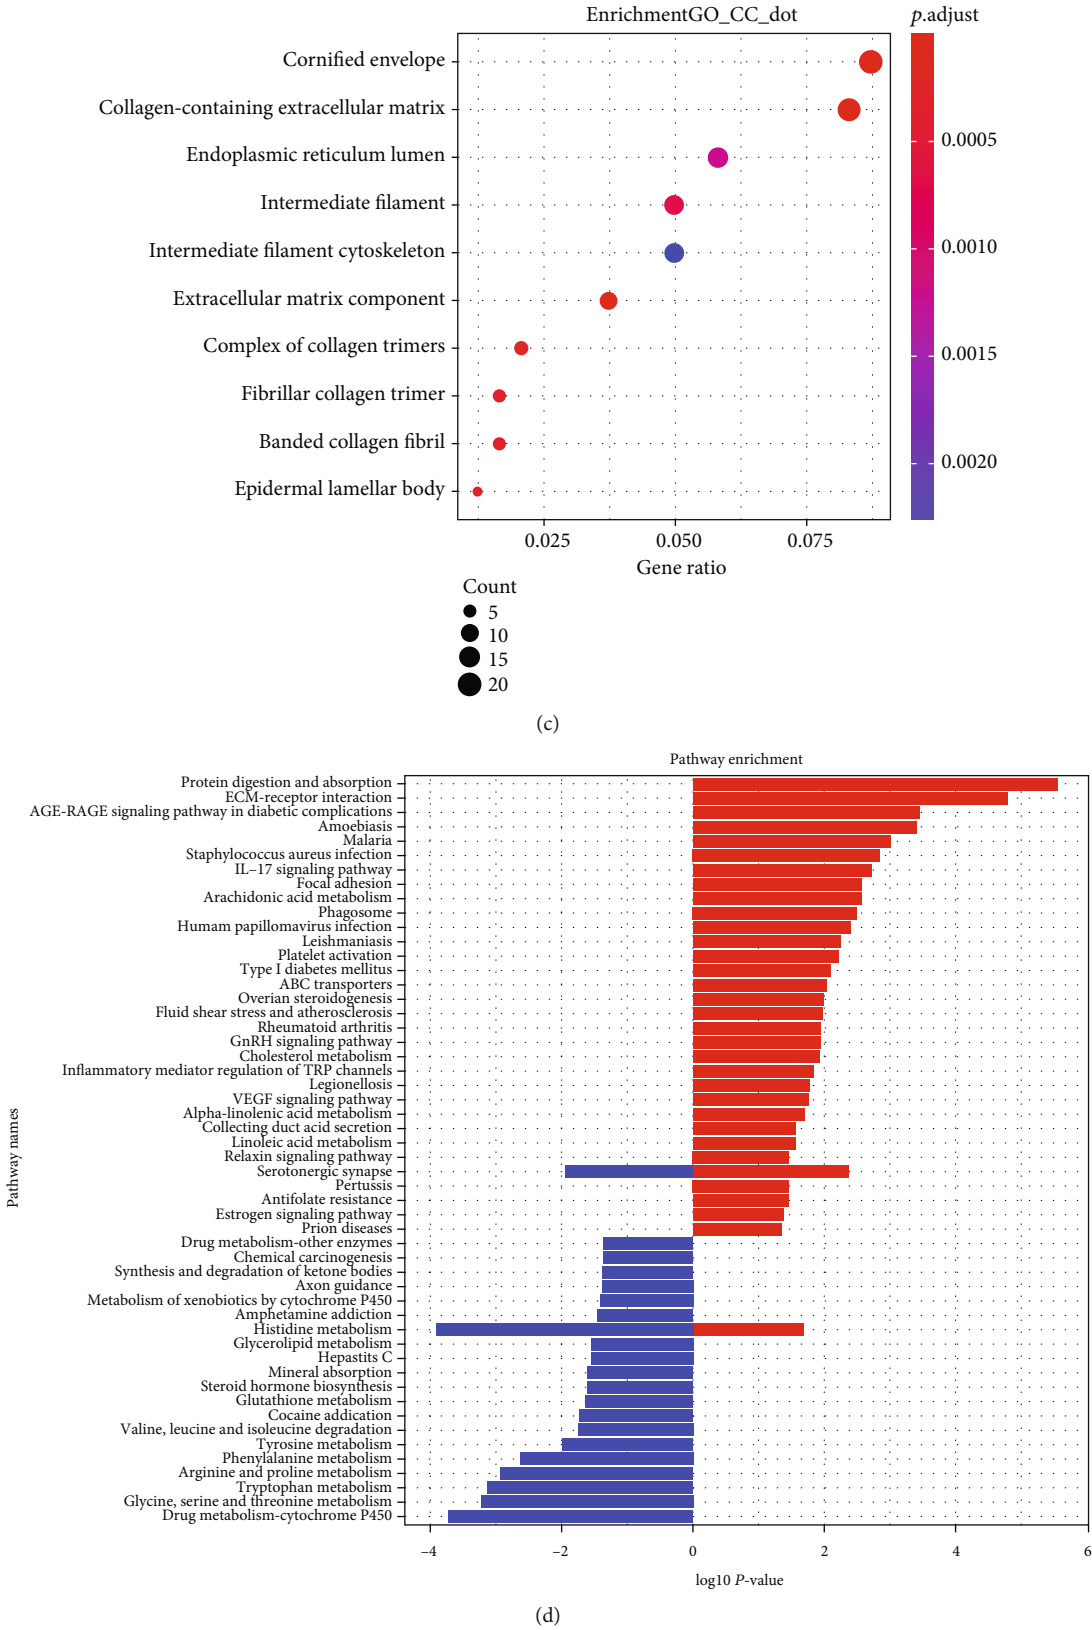 EnrichmentGO_CC_dot
p.adjust
Cornified envelope
Collagen-containing extracellular matrix
Endoplasmic reticulum lumen
Intermediate filament
Intermediate filament cytoskeleton
Extracellular matrix component
Complex of collagen trimers
Fibrillar collagen trimer
Banded collagen fibril
Epidermal lamellar body
0.0005
0.0010
0.0015
0.0020
0.025 0.050 0.075
Gene ratio
Count
5
10
15
20
(c)
Pathway enrichment
Pathway names
Protein digestion and absorption
ECM-receptor interaction
AGE-RAGE signaling pathway in diabetic complications
Amoebiasis
Malaria
Staphylococcus aureus infection
IL–17 signaling pathway
Focal adhesion
Arachidonic acid metabolism
Phagosome
Humam papillomavirus infection
Leishmaniasis
Platelet activation
Type I diabetes mellitus
ABC transporters
Overian steroidogenesis
Fluid shear stress and atherosclerosis
Rheumatoid arthritis
GnRH signaling pathway
Cholesterol metabolism
Inflammatory mediator regulation of TRP channels
Legionellosis
VEGF signaling pathway
Alpha-linolenic acid metabolism
Collecting duct acid secretion
Linoleic acid metabolism
Relaxin signaling pathway
Serotonergic synapse
Pertussis
Antifolate resistance
Estrogen signaling pathway
Prion diseases
Drug metabolism-other enzymes
Chemical carcinogenesis
Synthesis and degradation of ketone bodies
Axon guidance
Metabolism of xenobiotics by cytochrome P450
Amphetamine addiction
Histidine metabolism
Glycerolipid metabolism
Hepastits C
Mineral absorption
Steroid hormone biosynthesis
Glutathione metabolism
Cocaine addication
Valine, leucine and isoleucine degradation
Tyrosine metabolism
Phenylalanine metabolism
Arginine and proline metabolism
Tryptophan metabolism
Glycine, serine and threonine metabolism
Drug metabolism-cytochrome P450
–4 –2 0 2 4 6
log10 P-value
(d)